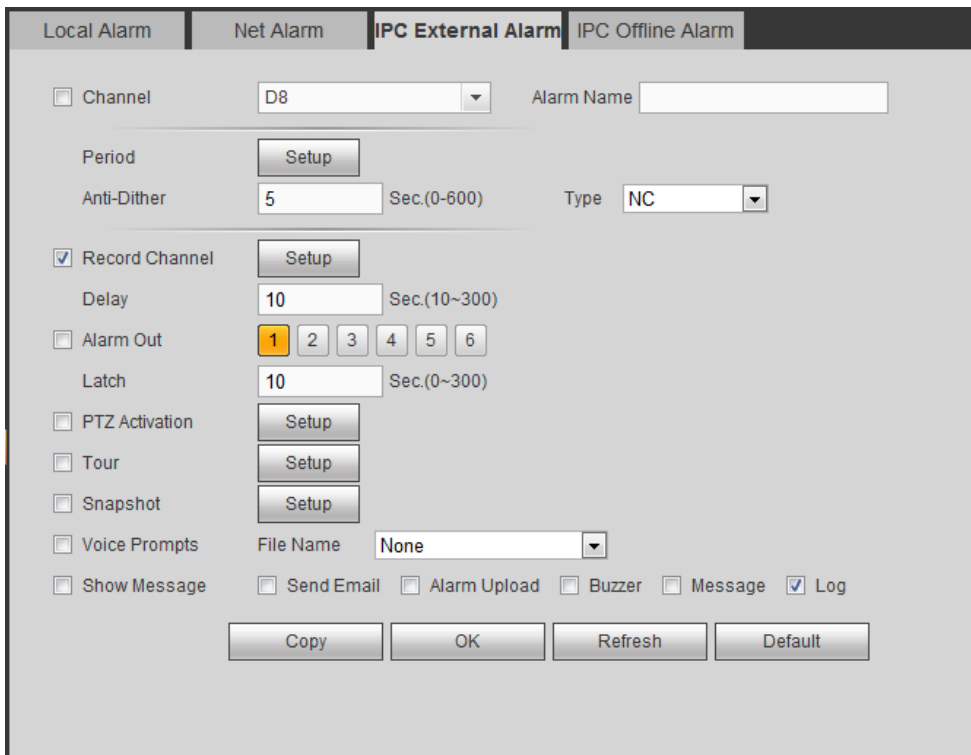 Local Alarm Net Alarm IPC External Alarm IPC Offline Alarm
Channel D8 Alarm Name
Period Setup
Anti-Dither 5 Sec.(0-600) Type NC
Record Channel Setup
Delay 10 Sec.(10~300)
Alarm Out 1 2 3 4 5 6
Latch 10 Sec.(0~300)
PTZ Activation Setup
Tour Setup
Snapshot Setup
Voice Prompts File Name None
Show Message Send Email Alarm Upload Buzzer Message Log
Copy OK Refresh Default